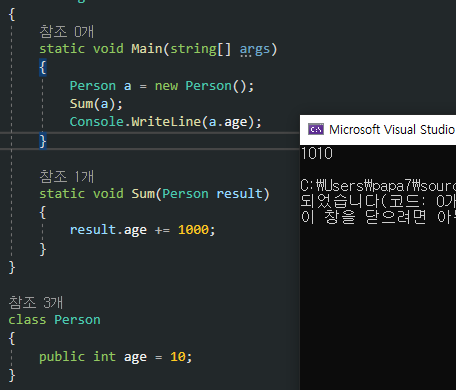 {
참조 0개
static void Main(string[] args)
{
Person a = new Person();
Sum(a);
Console.WriteLine(a.age);
}
참조 1개
static void Sum(Person result)
{
result.age += 1000;
}
}
참조 3개
class Person
{
public int age = 10;
}
Microsoft Visual Studio
1010
C:￦Users￦papa7￦sourc
되었습니다(코드: 0개
이 창을 닫으려면 아무